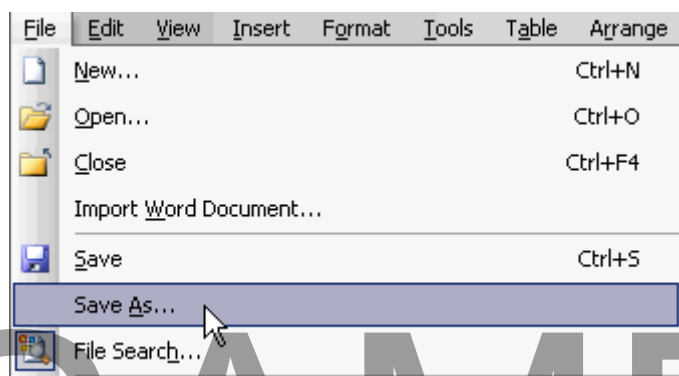 File Edit View Insert Format Tools Table Arrange
New... Ctrl+N
Open... Ctrl+O
Close Ctrl+F4
Import Word Document...
Save Ctrl+S
Save As...
File Search...